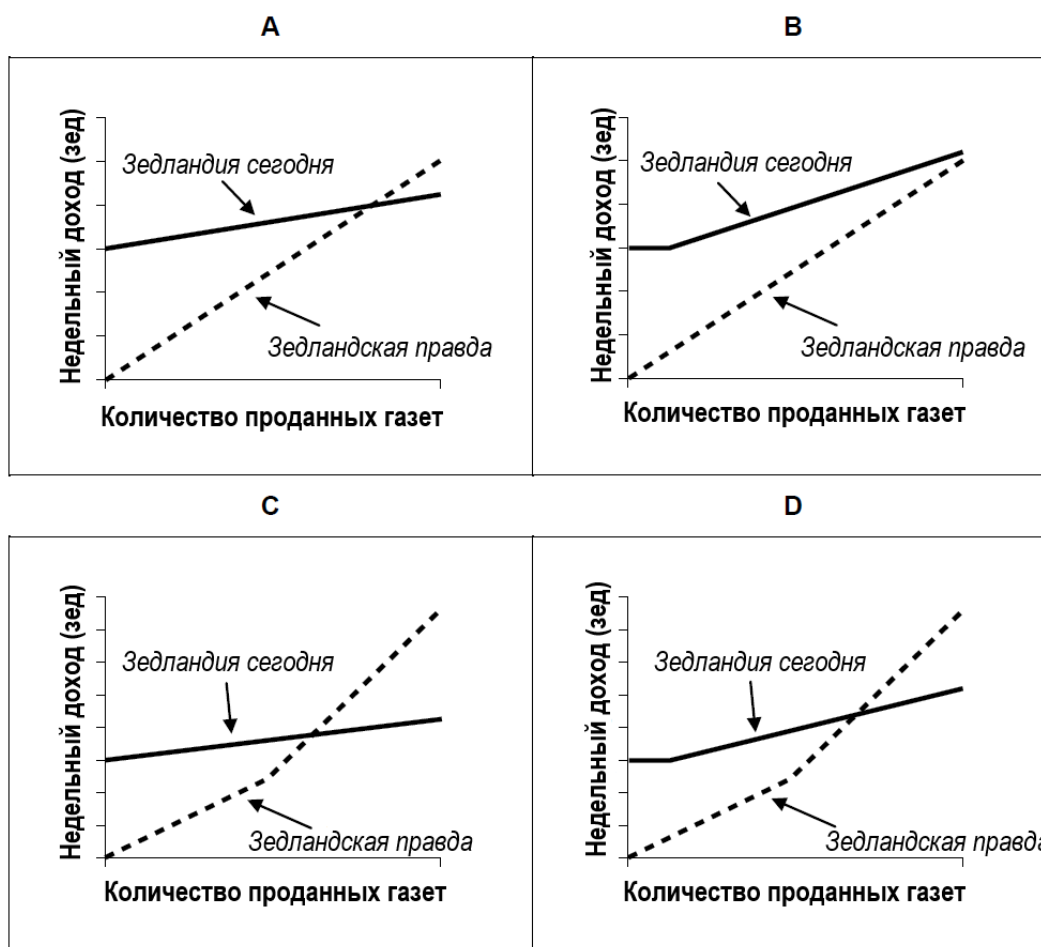 A
B
Недельный доход (зед)
Зедландия сегодня
Зедландская правда
Количество проданных газет
Недельный доход (зед)
Зедландия сегодня
Зедландская правда
Количество проданных газет
C
D
Недельный доход (зед)
Зедландия сегодня
Зедландская правда
Количество проданных газет
Недельный доход (зед)
Зедландия сегодня
Зедландская правда
Количество проданных газет